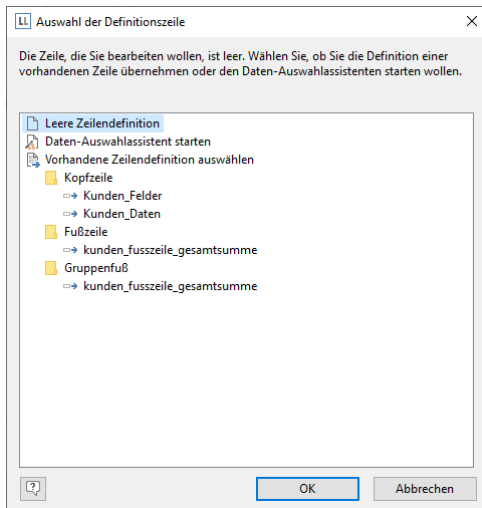 LL Auswahl der Definitionszeile
Die Zeile, die Sie bearbeiten wollen, ist leer. Wählen Sie, ob Sie die Definition einer
vorhandenen Zeile übernehmen oder den Daten-Auswahlassistenten starten wollen.
Leere Zeilendefinition
Daten-Auswahlassistent starten
Vorhandene Zeilendefinition auswählen
Kopfzeile
Kunden_Felder
Kunden_Daten
Fußzeile
kunden_fusszeile_gesamtsumme
Gruppenfuß
kunden_fusszeile_gesamtsumme
OK
Abbrechen